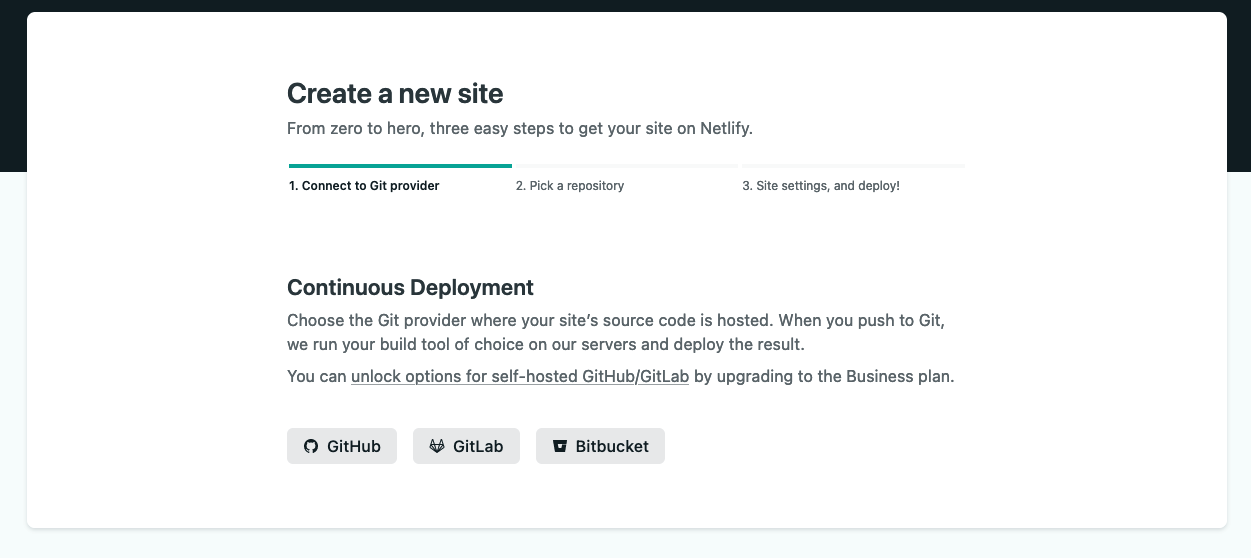 Create a new site
From zero to hero, three easy steps to get your site on Netlify.
1. Connect to Git provider
2. Pick a repository
3. Site settings, and deploy!
Continuous Deployment
Choose the Git provider where your site’s source code is hosted. When you push to Git,
we run your build tool of choice on our servers and deploy the result.
You can unlock options for self-hosted GitHub/GitLab by upgrading to the Business plan.
GitHub
GitLab
Bitbucket